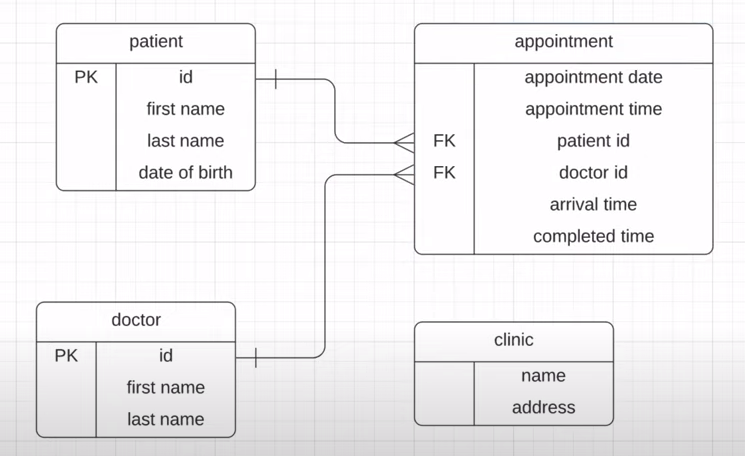 patient
PK id
first name
last name
date of birth
appointment
appointment date
appointment time
FK patient id
FK doctor id
arrival time
completed time
doctor
PK id
first name
last name
clinic
name
address